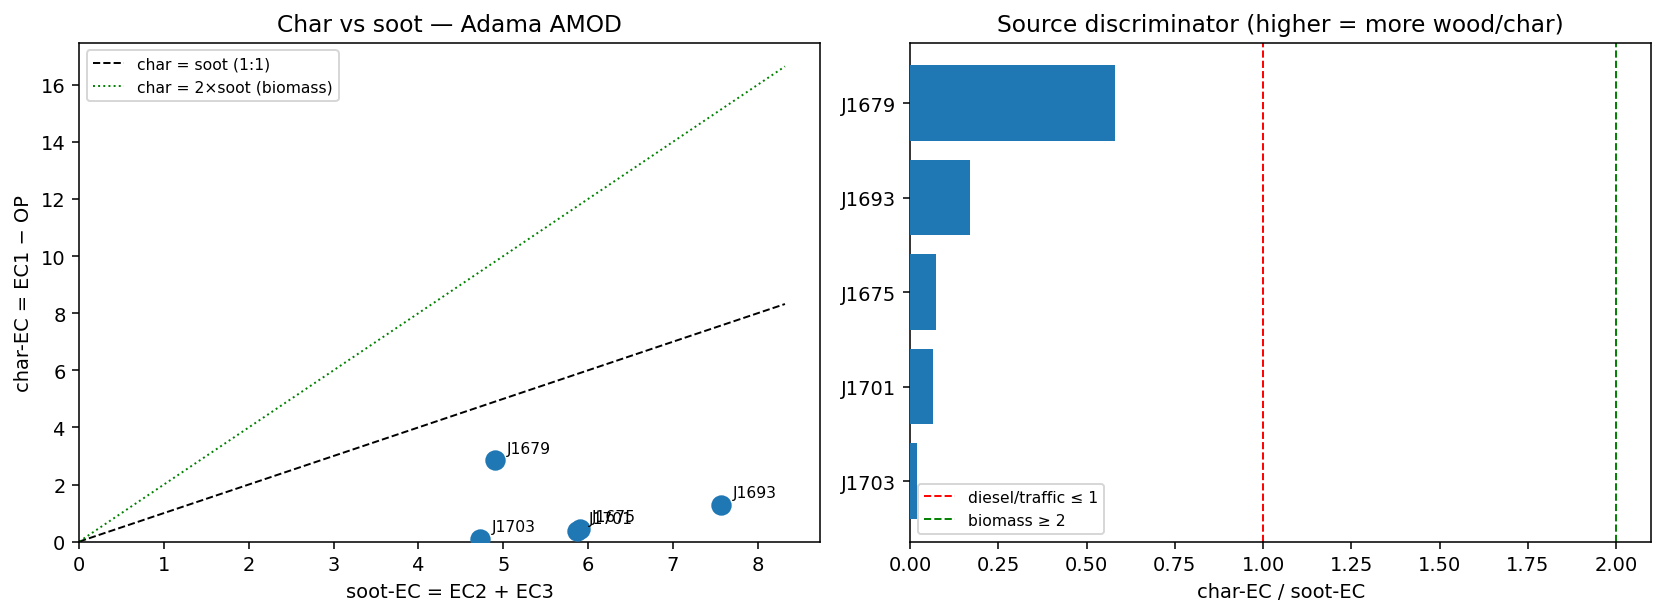 Char vs soot — Adama AMOD
char = soot (1:1)
char = 2×soot (biomass)
char-EC = EC1 − OP
16
14
12
10
8
6
4
2
0
J1679
J1693
J1675
J1701
J1703
0 1 2 3 4 5 6 7 8
soot-EC = EC2 + EC3
Source discriminator (higher = more wood/char)
J1679
J1693
J1675
J1701
J1703
diesel/traffic ≤ 1
biomass ≥ 2
0.00 0.25 0.50 0.75 1.00 1.25 1.50 1.75 2.00
char-EC / soot-EC